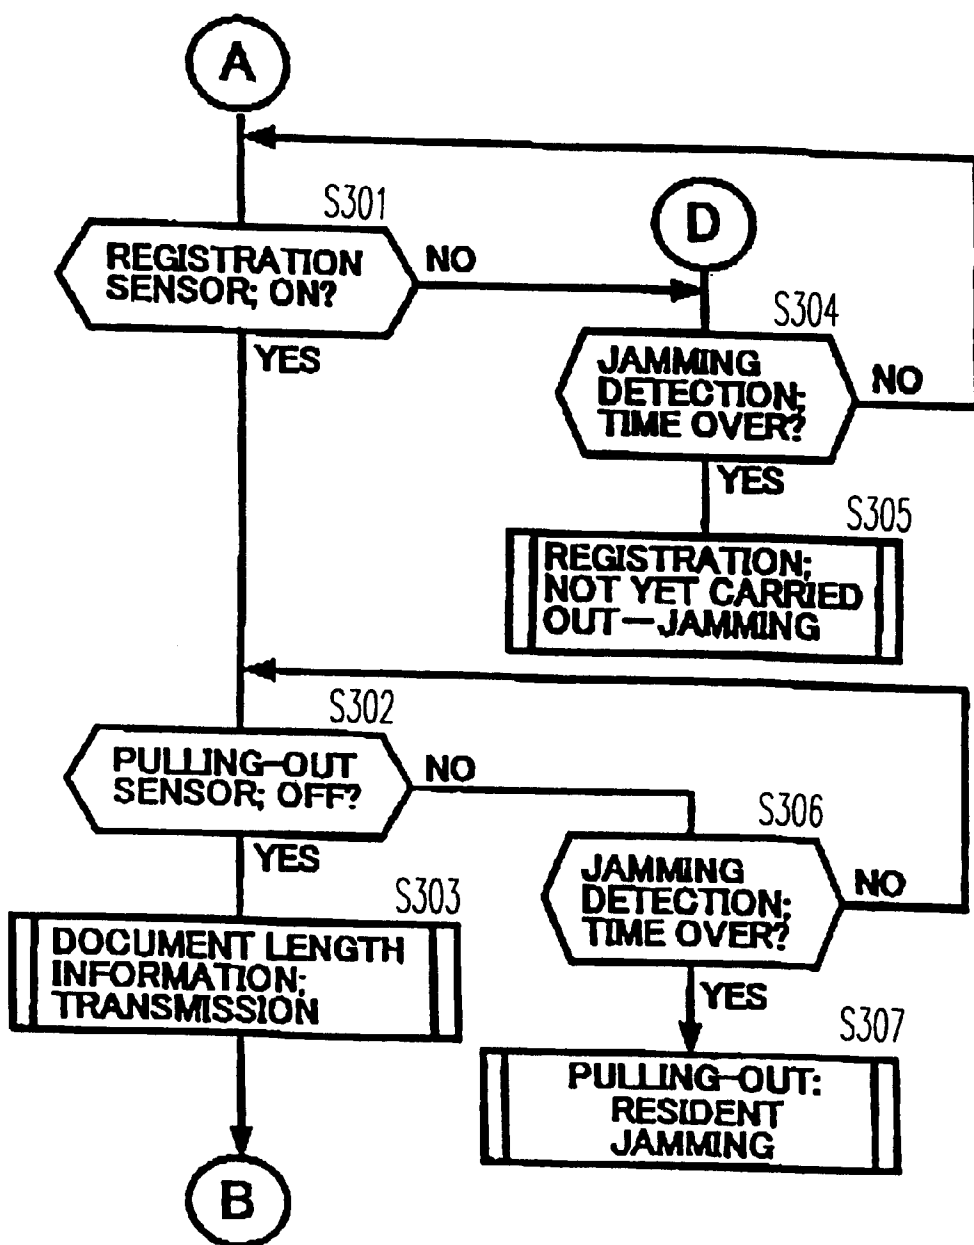 A
S301
REGISTRATION
SENSOR; ON?
NO
YES
D
S304
JAMMING
DETECTION;
TIME OVER?
NO
YES
S305
REGISTRATION;
NOT YET CARRIED
OUT—JAMMING
S302
PULLING-OUT
SENSOR; OFF?
NO
YES
S306
JAMMING
DETECTION;
TIME OVER?
NO
YES
S303
DOCUMENT LENGTH
INFORMATION;
TRANSMISSION
S307
PULLING-OUT:
RESIDENT
JAMMING
B